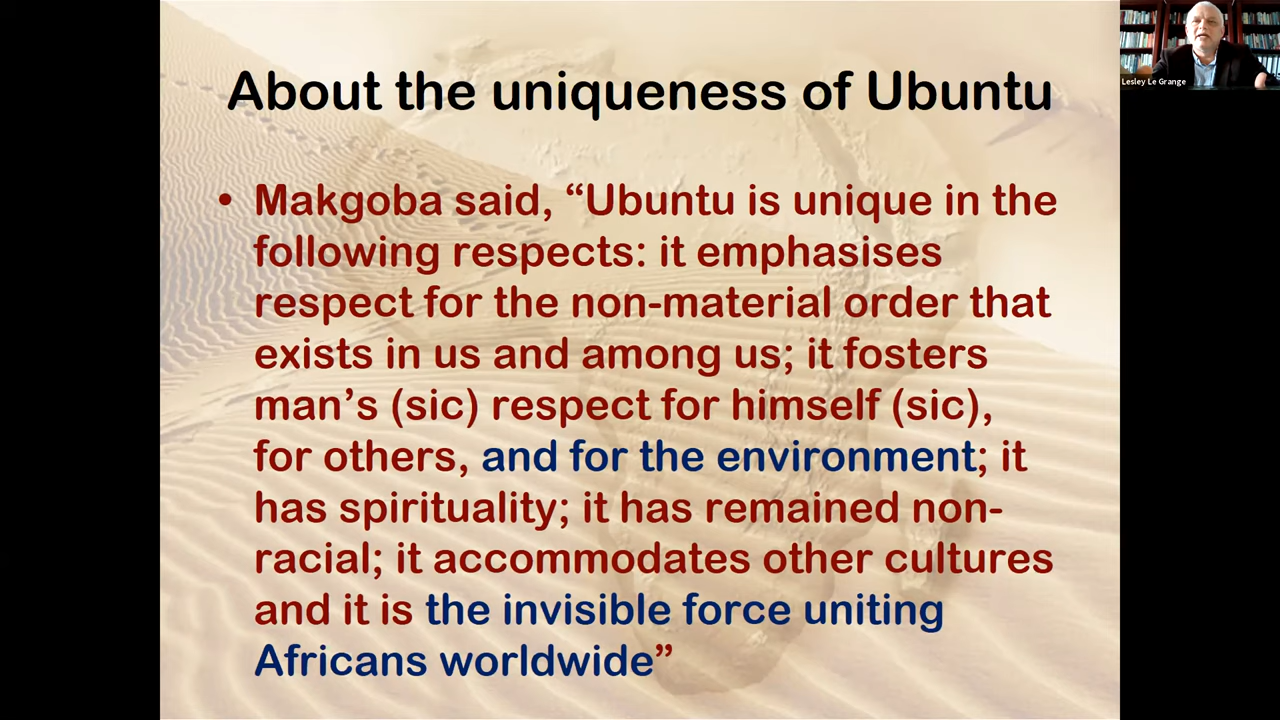 About the uniqueness of Ubuntu
• Makgoba said, “Ubuntu is unique in the
following respects: it emphasises
respect for the non-material order that
exists in us and among us; it fosters
man’s (sic) respect for himself (sic),
for others, and for the environment; it
has spirituality; it has remained non-
racial; it accommodates other cultures
and it is the invisible force uniting
Africans worldwide”
Lesley Le Grange